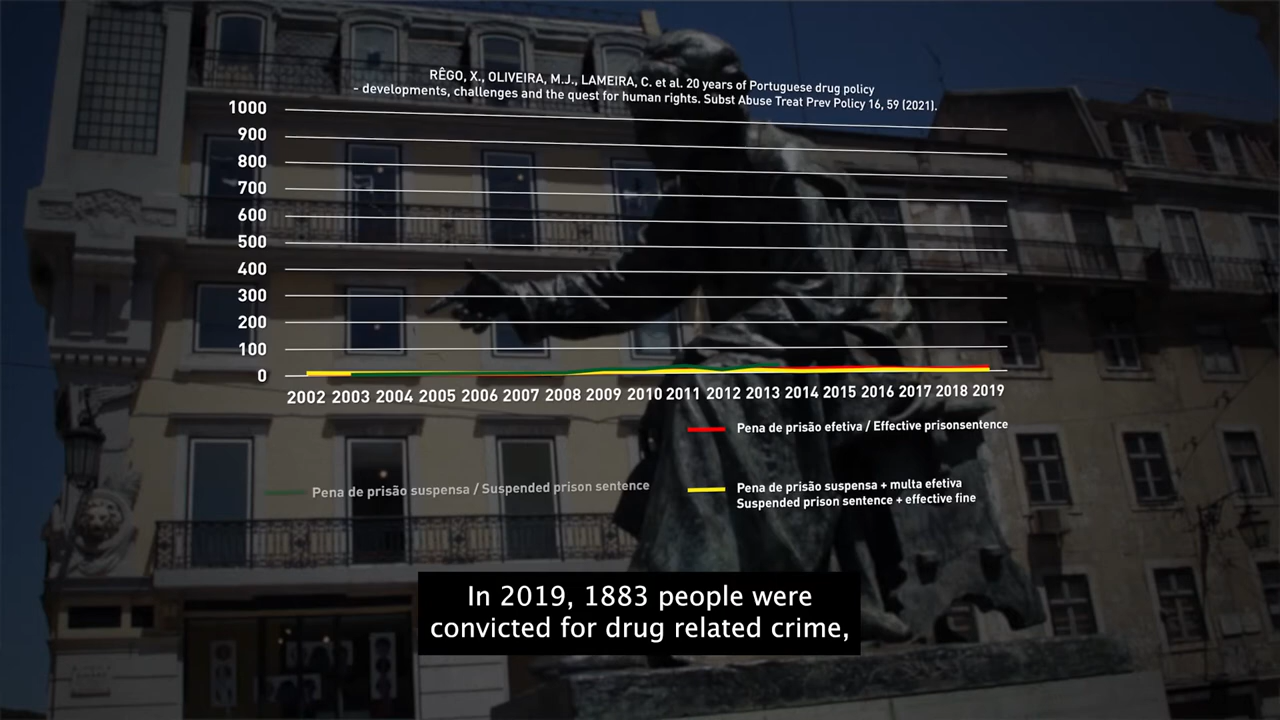 RÊGO, X., OLIVEIRA, M.J., LAMEIRA, C. et al. 20 years of Portuguese drug policy
- developments, challenges and the quest for human rights. Subst Abuse Treat Prev Policy 16, 59 (2021).
1000
900
800
700
600
500
400
300
200
100
0
2002 2003 2004 2005 2006 2007 2008 2009 2010 2011 2012 2013 2014 2015 2016 2017 2018 2019
Pena de prisão efetiva / Effective prisonsentence
Pena de prisão suspensa / Suspended prison sentence
Pena de prisão suspensa + multa efetiva
Suspended prison sentence + effective fine
In 2019, 1883 people were
convicted for drug related crime,